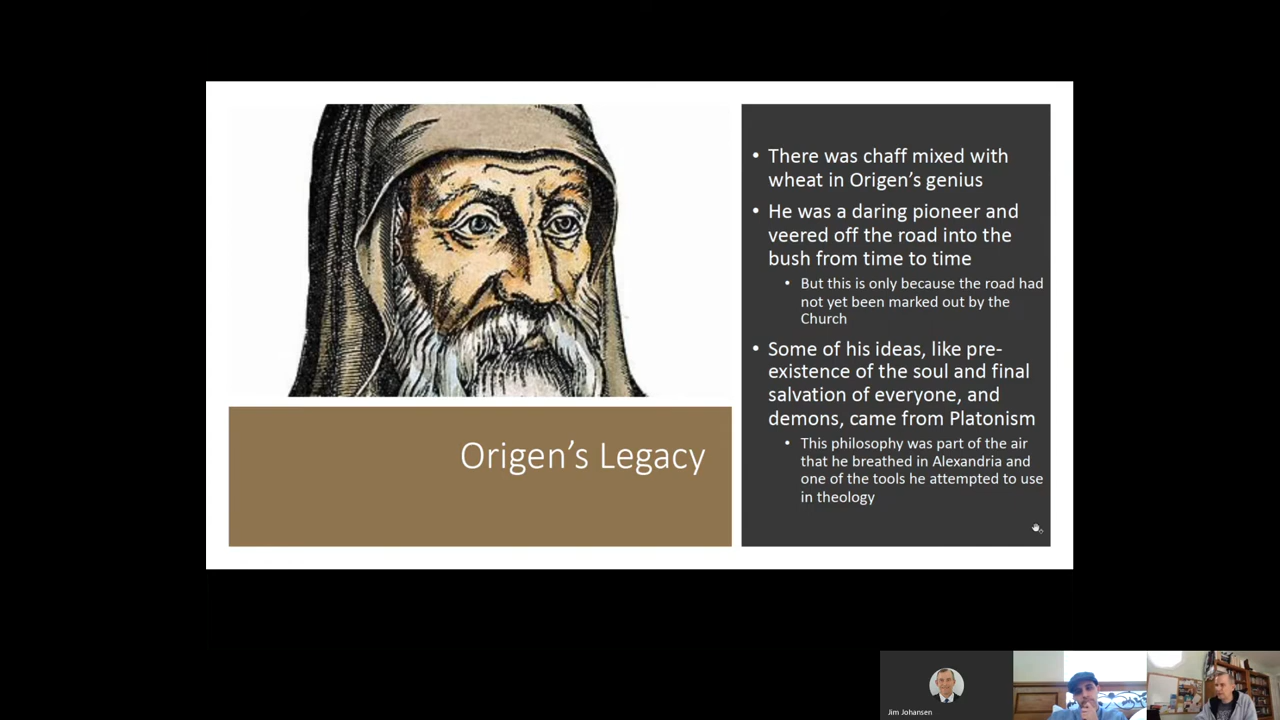 There was chaff mixed with
wheat in Origen’s genius
He was a daring pioneer and
veered off the road into the
bush from time to time
But this is only because the road had
not yet been marked out by the
Church
Some of his ideas, like pre-
existence of the soul and final
salvation of everyone, and
demons, came from Platonism
This philosophy was part of the air
that he breathed in Alexandria and
one of the tools he attempted to use
in theology
Origen’s Legacy
Jim Johansen